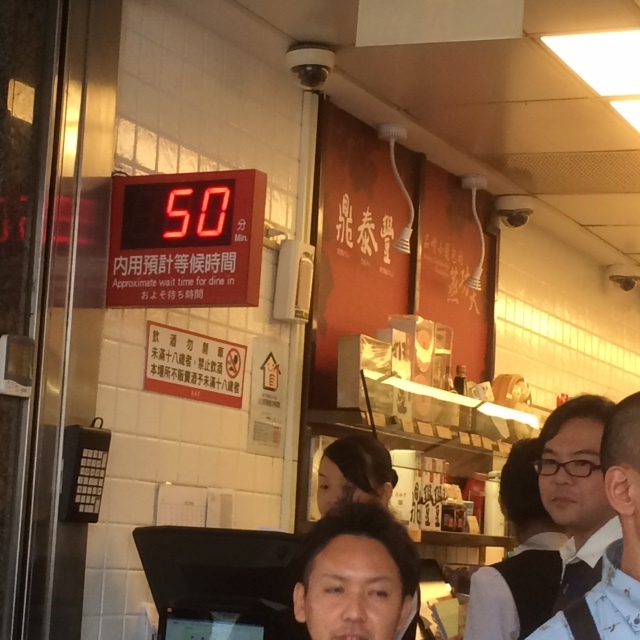 50
分
Min.
內用預計等候時間
Approximate wait time for dine in
およそ待ち時間
飲酒勿開車
未滿十八歲者，禁止飲酒
本場所不販賣酒予未滿十八歲者
鼎泰豐